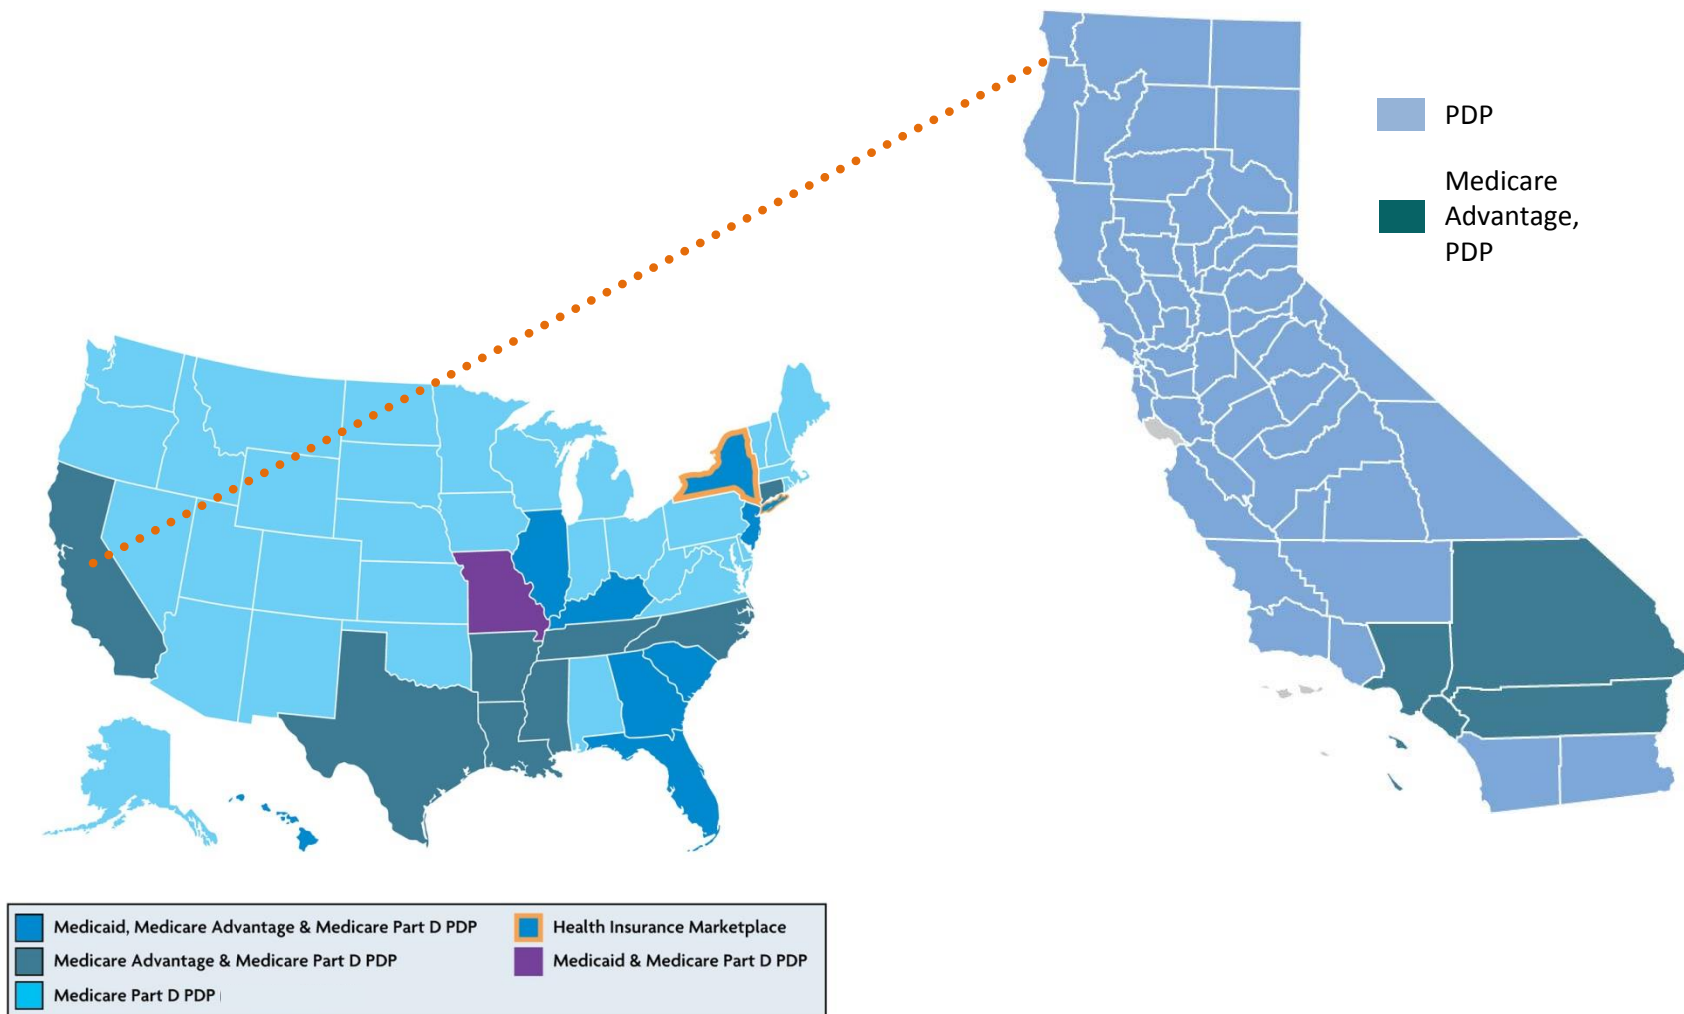 PDP
Medicare
Advantage,
PDP
Medicaid, Medicare Advantage & Medicare Part D PDP
Medicare Advantage & Medicare Part D PDP
Medicare Part D PDP
Health Insurance Marketplace
Medicaid & Medicare Part D PDP